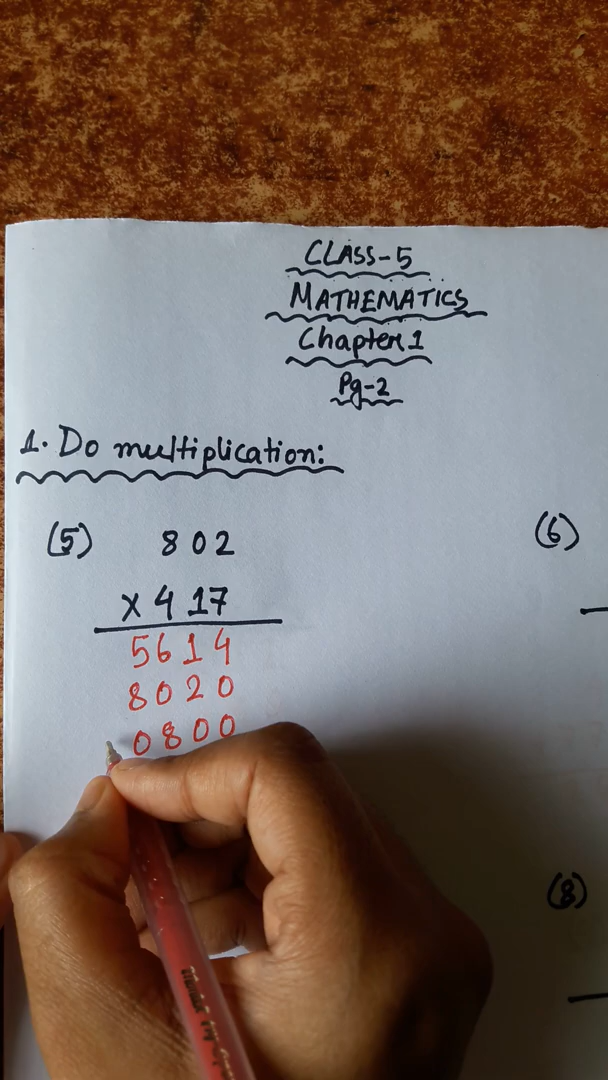 CLASS-5
MATHEMATICS
Chapter 1
Pg-2
1. Do multiplication:
(5) 802 (6)
x 417
5614
8020
0800
(8)